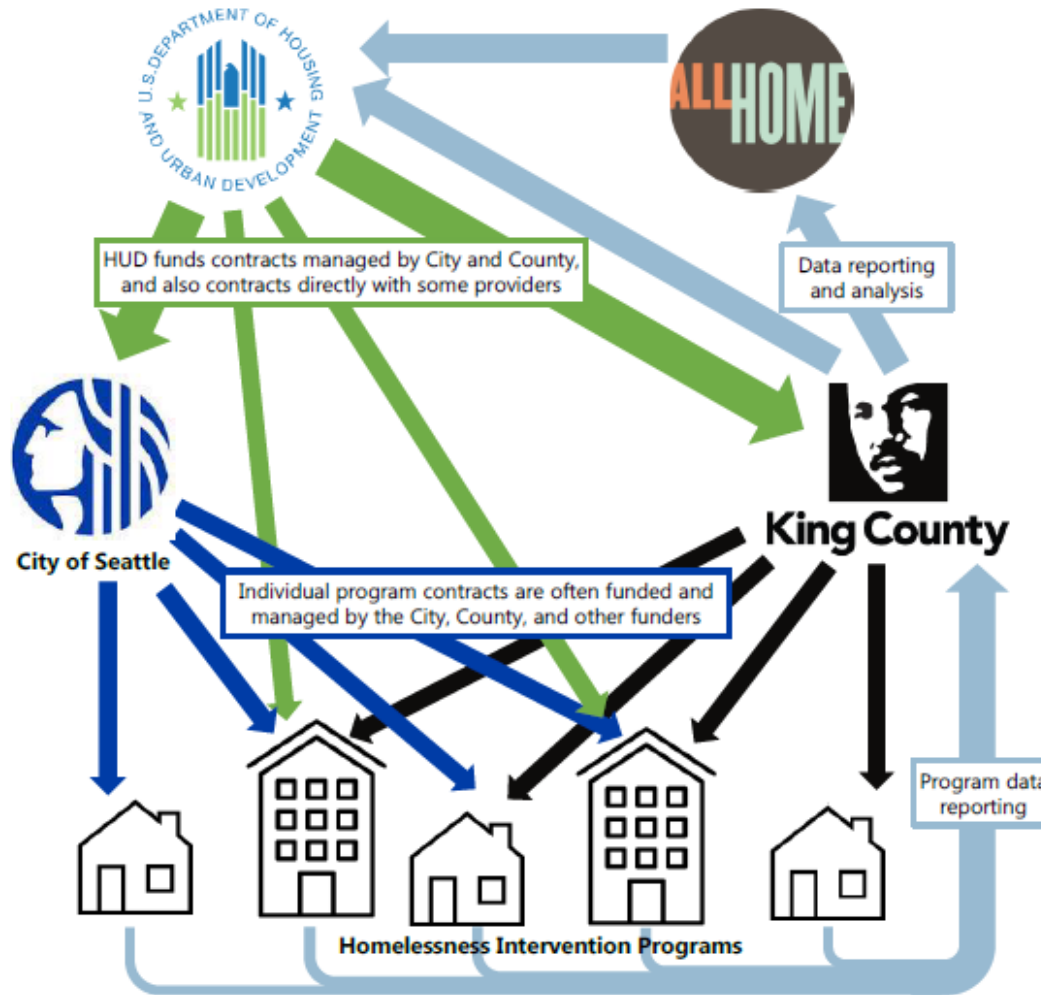 U.S. DEPARTMENT OF HOUSING
AND URBAN DEVELOPMENT
ALL
HOME
HUD funds contracts managed by City and County,
and also contracts directly with some providers
Data reporting
and analysis
City of Seattle
King County
Individual program contracts are often funded and
managed by the City, County, and other funders
Program data
reporting
Homelessness Intervention Programs